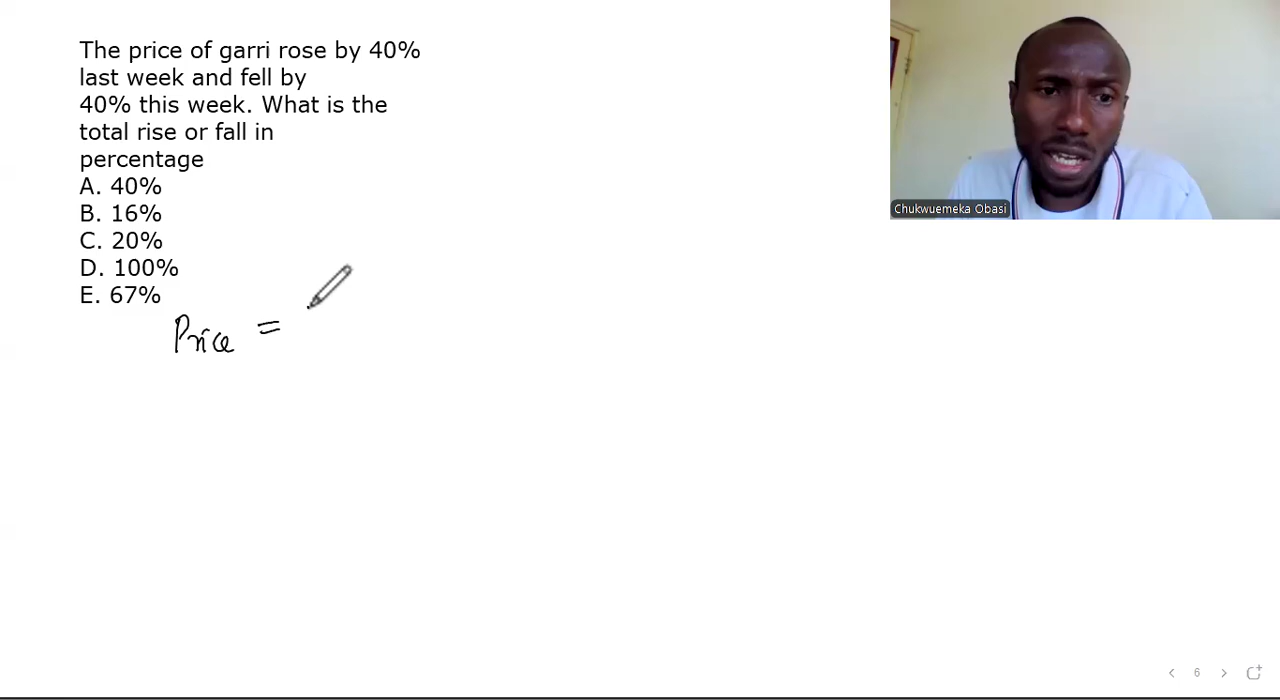 The price of garri rose by 40%
last week and fell by
40% this week. What is the
total rise or fall in
percentage
A. 40%
B. 16%
C. 20%
D. 100%
E. 67%
Price =
Chukwuemeka Obasi
6